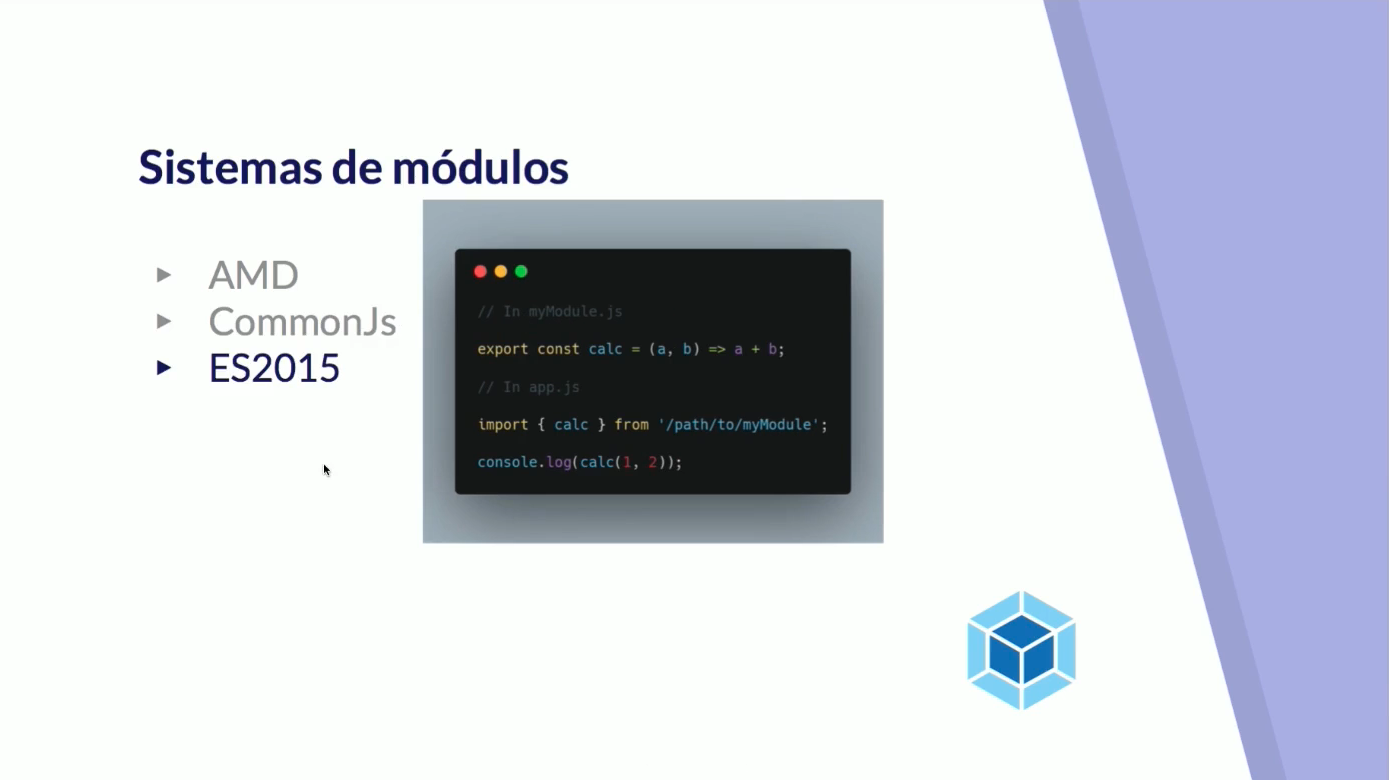 Sistemas de módulos
► AMD
► CommonJs
► ES2015
// In myModule.js
export const calc = (a, b) => a + b;
// In app.js
import { calc } from '/path/to/myModule';
console.log(calc(1, 2));